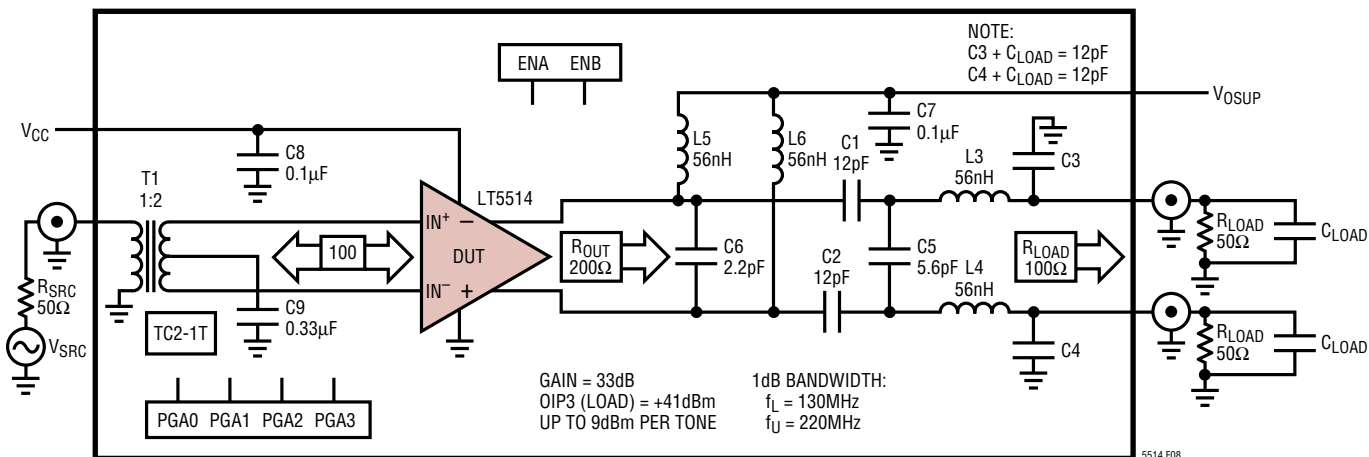 NOTE:
C3 + CLOAD = 12pF
C4 + CLOAD = 12pF
ENA ENB
VOSUP
VCC
C8
0.1µF
L5
56nH
L6
56nH
C7
0.1µF
C1
12pF
L3
56nH
C3
T1
1:2
LT5514
IN+ −
DUT
IN− +
100
ROUT
200Ω
C6
2.2pF
C2
12pF
C5
5.6pF
L4
56nH
RLOAD
100Ω
RLOAD
50Ω
CLOAD
RSRC
50Ω
VSRC
TC2-1T
C9
0.33µF
C4
RLOAD
50Ω
CLOAD
PGA0 PGA1 PGA2 PGA3
GAIN = 33dB
OIP3 (LOAD) = +41dBm
UP TO 9dBm PER TONE
1dB BANDWIDTH:
fL = 130MHz
fU = 220MHz
5514 F08